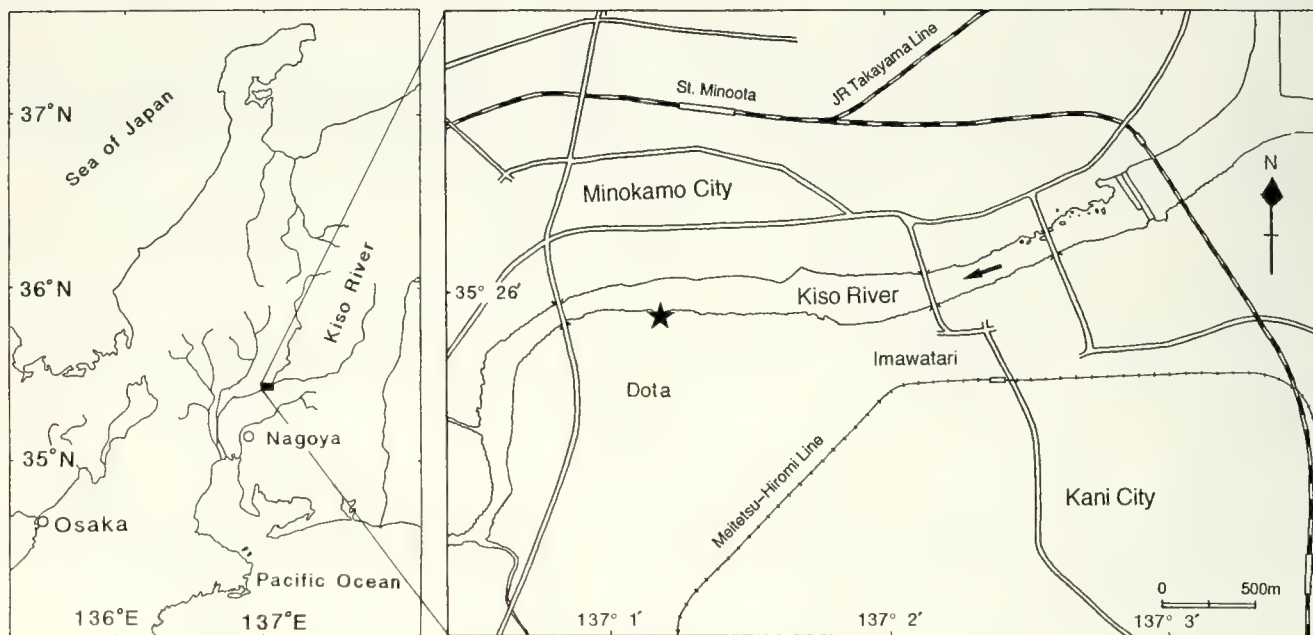 37°N
Sea of Japan
36°N
Kiso River
35°N
Nagoya
Osaka
Pacific Ocean
136°E
137°E
JR Takayama Line
St. Minoota
Minokamo City
N
35° 26′
Kiso River
Imawatari
Dota
Meitetsu-Hiromi Line
Kani City
0 500m
137° 1′
137° 2′
137° 3′